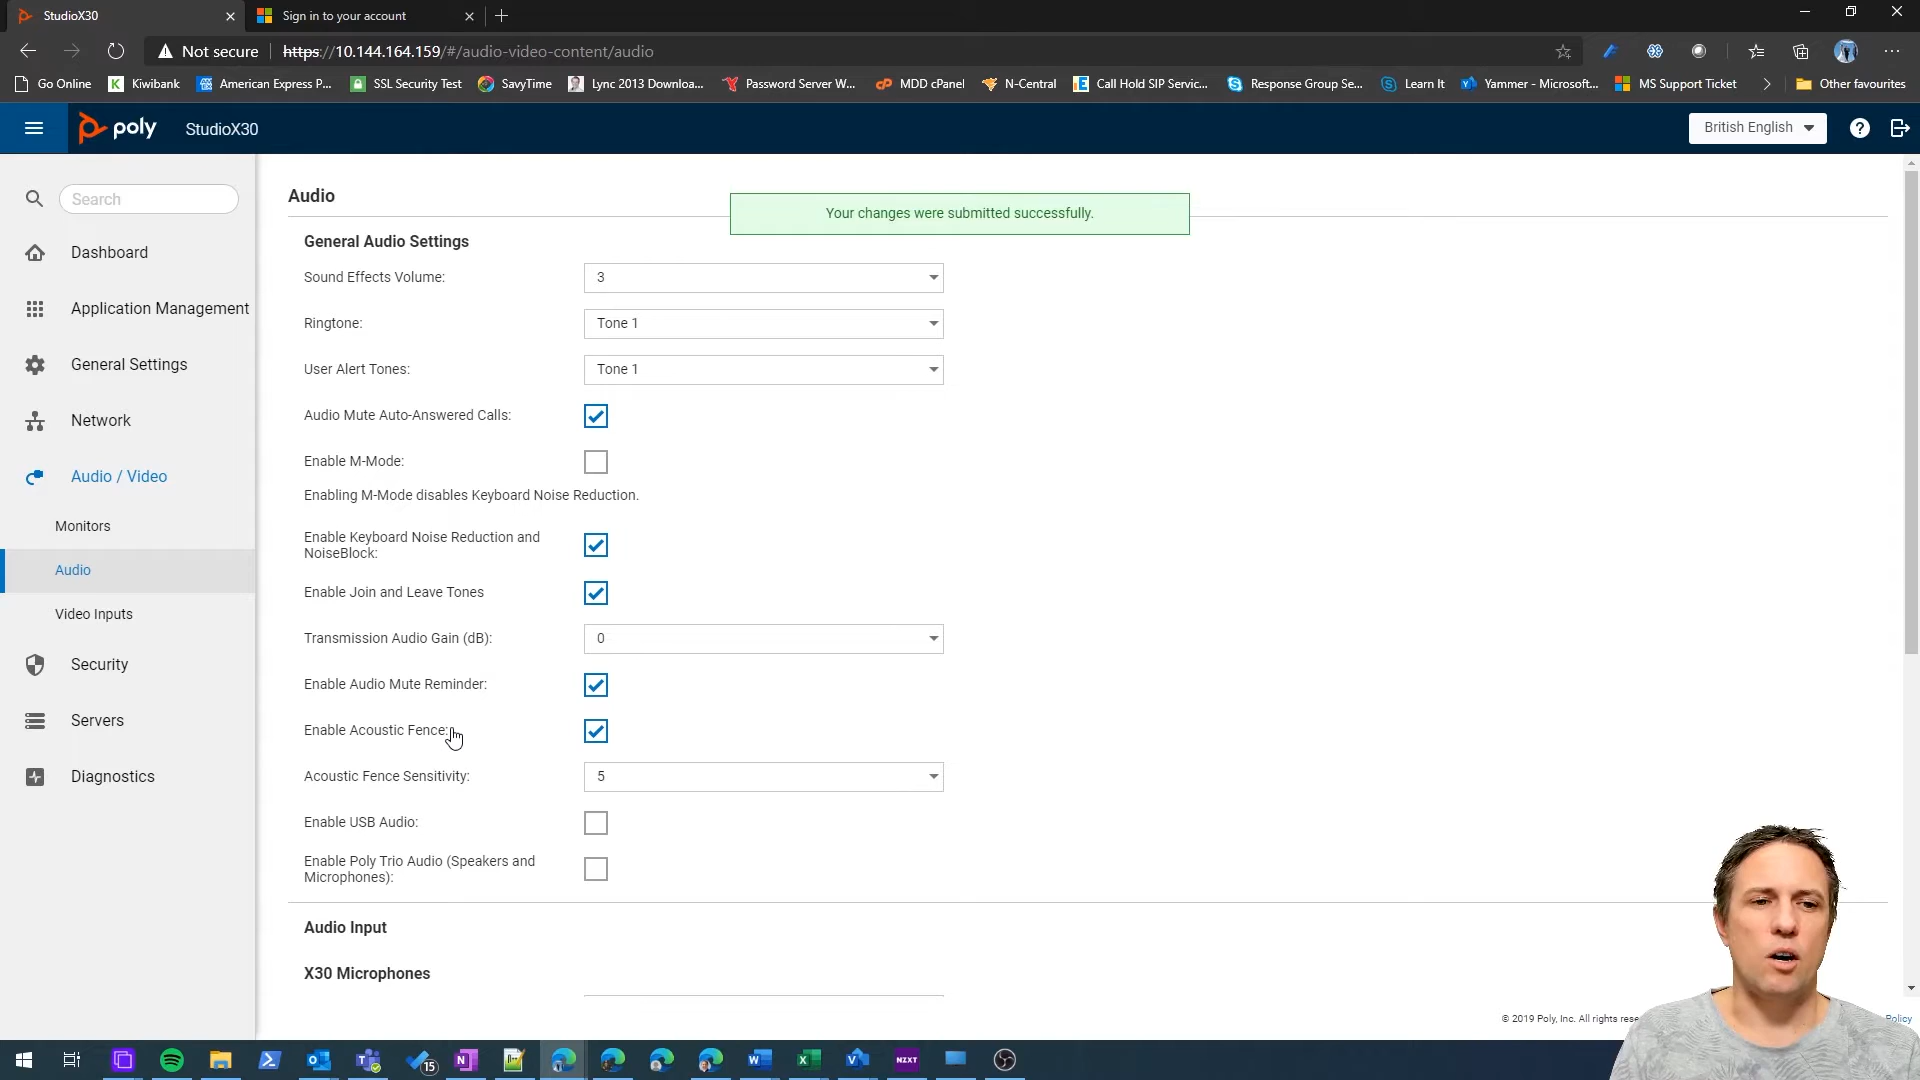 StudioX30
Sign in to your account
Not secure
https://10.144.164.159/#/audio-video-content/audio
Go Online
Kiwibank
American Express P...
SSL Security Test
SavyTime
Lync 2013 Downloa...
Password Server W...
MDD cPanel
N-Central
Call Hold SIP Servic...
Response Group Se...
Learn It
Yammer - Microsoft...
MS Support Ticket
Other favourites
poly
StudioX30
British English
Search
Dashboard
Application Management
General Settings
Network
Audio / Video
Monitors
Audio
Video Inputs
Security
Servers
Diagnostics
Audio
Your changes were submitted successfully.
General Audio Settings
Sound Effects Volume:
3
Ringtone:
Tone 1
User Alert Tones:
Tone 1
Audio Mute Auto-Answered Calls:
Enable M-Mode:
Enabling M-Mode disables Keyboard Noise Reduction.
Enable Keyboard Noise Reduction and
NoiseBlock:
Enable Join and Leave Tones
Transmission Audio Gain (dB):
0
Enable Audio Mute Reminder:
Enable Acoustic Fence:
Acoustic Fence Sensitivity:
5
Enable USB Audio:
Enable Poly Trio Audio (Speakers and
Microphones):
Audio Input
X30 Microphones
© 2019 Poly, Inc. All rights rese
Policy
15
NZXT